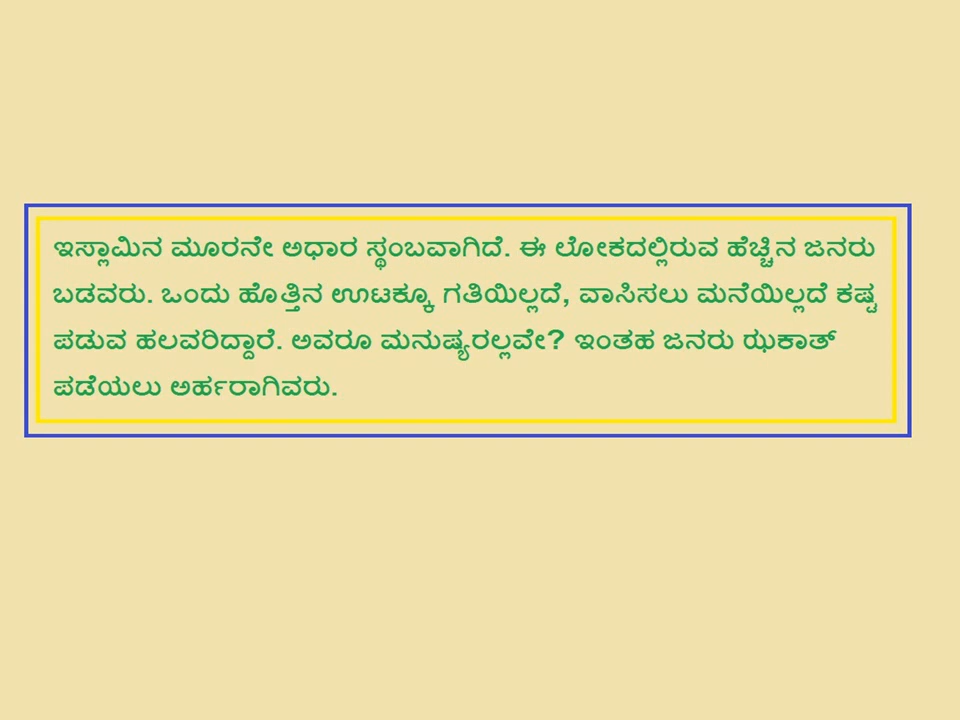 ಇಸ್ಲಾಮಿನ ಮೂರನೇ ಅಧಾರ ಸ್ಥಂಬವಾಗಿದೆ. ಈ ಲೋಕದಲ್ಲಿರುವ ಹೆಚ್ಚಿನ ಜನರು
ಬಡವರು. ಒಂದು ಹೊತ್ತಿನ ಊಟಕ್ಕೂ ಗತಿಯಿಲ್ಲದೆ, ವಾಸಿಸಲು ಮನೆಯಿಲ್ಲದೆ ಕಷ್ಟ
ಪಡುವ ಹಲವರಿದ್ದಾರೆ. ಅವರೂ ಮನುಷ್ಯರಲ್ಲವೇ? ಇಂತಹ ಜನರು ಝಕಾತ್
ಪಡೆಯಲು ಅರ್ಹರಾಗಿವರು.